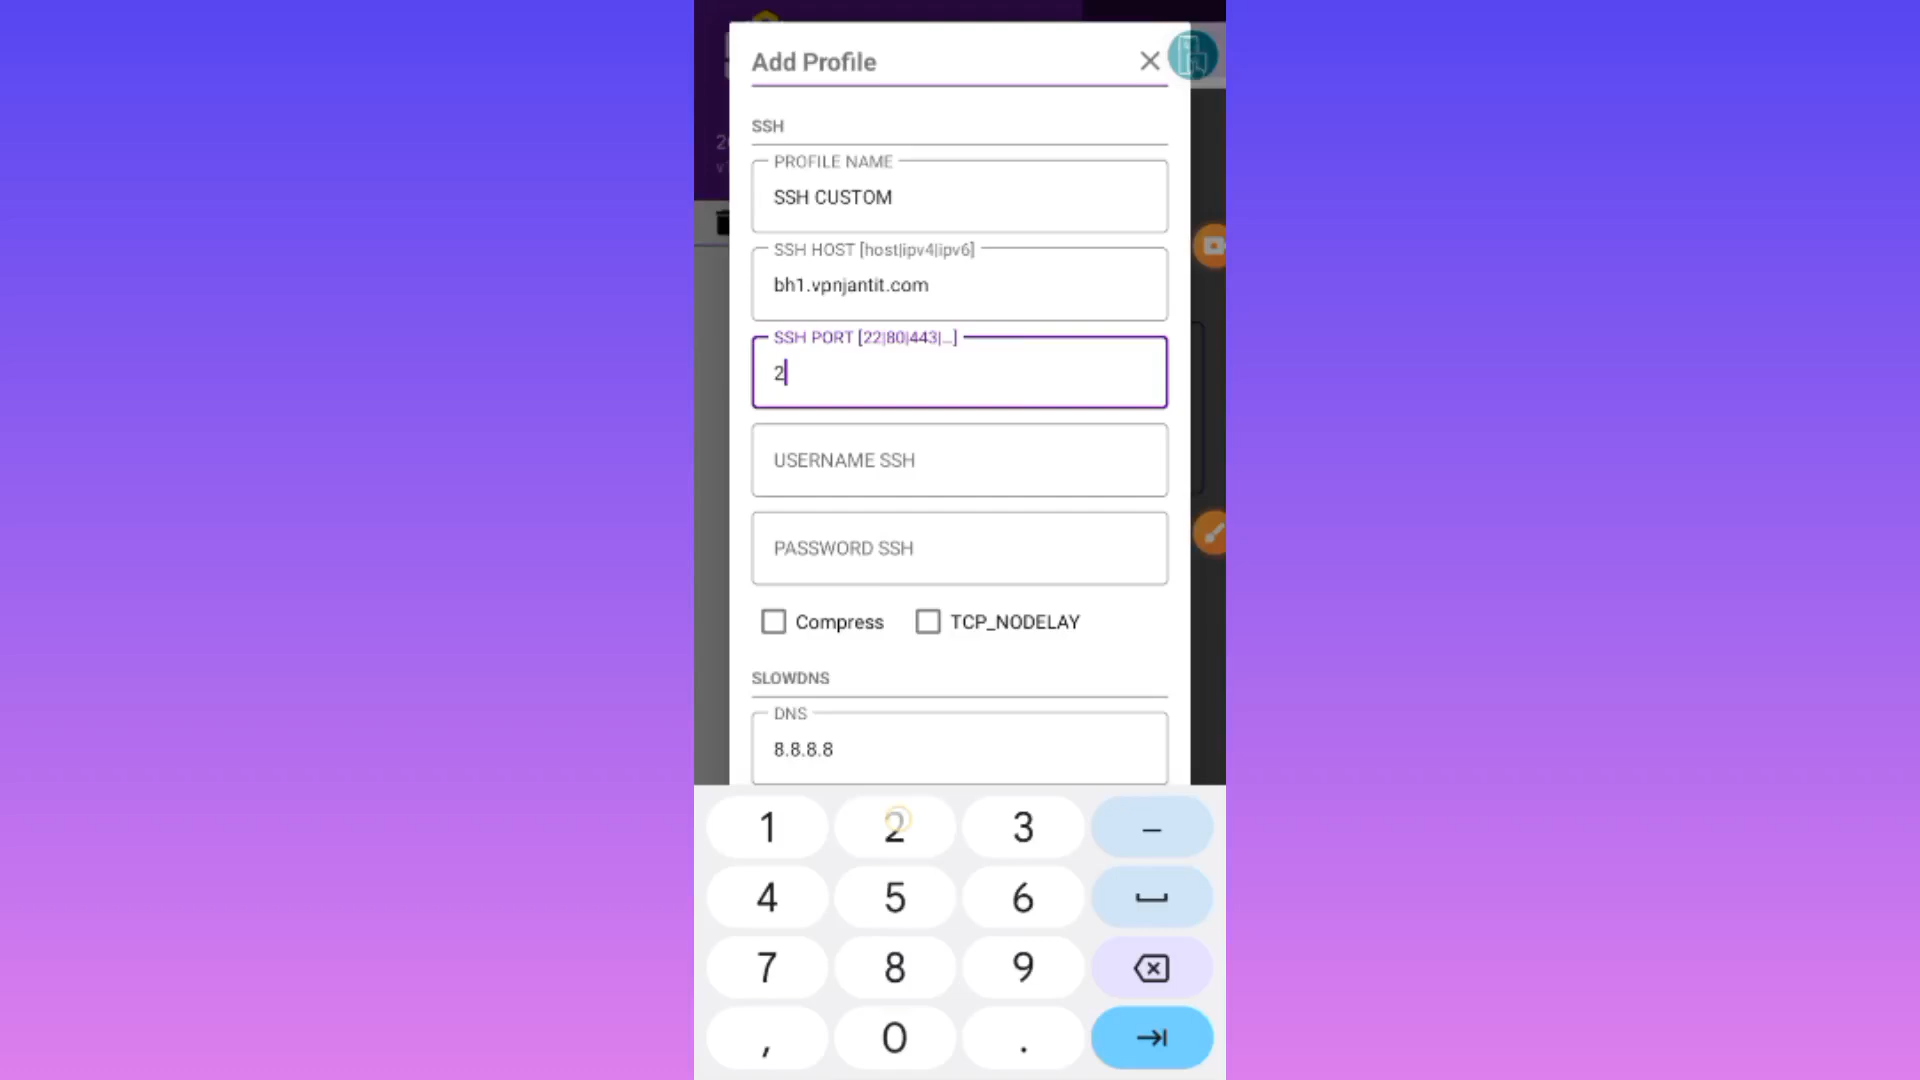 Add Profile
SSH
PROFILE NAME
SSH CUSTOM
SSH HOST [host|ipv4|ipv6]
bh1.vpnjantit.com
SSH PORT [22|80|443|...]
2
USERNAME SSH
PASSWORD SSH
Compress TCP_NODELAY
SLOWDNS
DNS
8.8.8.8
1 2 3 –
4 5 6
7 8 9
, 0 .